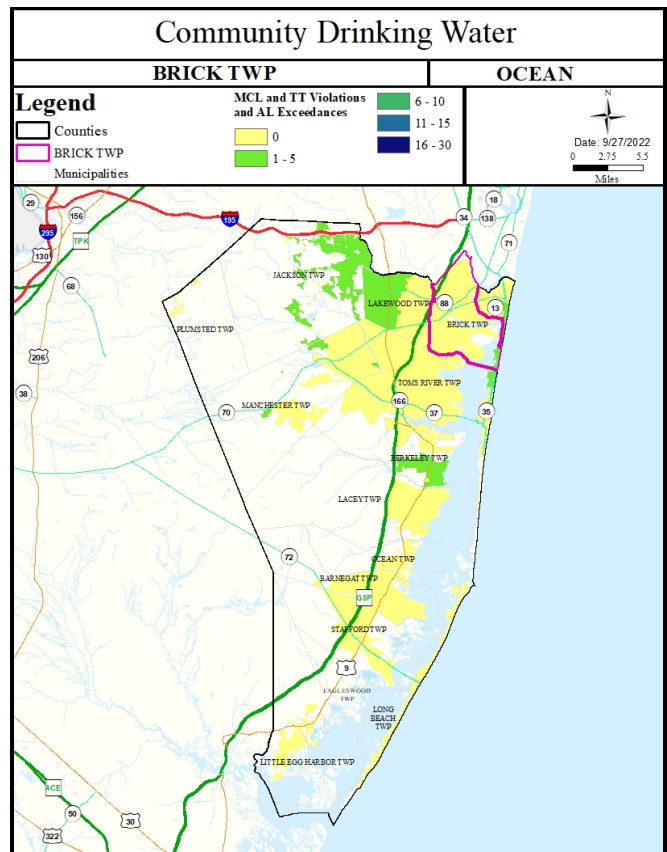 Community Drinking Water
BRICK TWP
OCEAN
Legend
Counties
BRICK TWP
Municipalities
MCL and TT Violations
and AL Exceedances
0
1 - 5
6 - 10
11 - 15
16 - 30
N
Date: 9/27/2022
0 2.75 5.5
Miles
29
156
295
130
TPK
195
34
18
138
71
68
JACKSON TWP
LAKEWOOD TWP
88
13
BRICK TWP
PLUMSTED TWP
206
38
TOMS RIVER TWP
70
MANCHESTER TWP
166
37
35
BERKELEY TWP
LACEY TWP
72
OCEAN TWP
BARNEGAT TWP
GSP
STAFFORD TWP
9
EAGLESWOOD
TWP
LONG
BEACH
TWP
LITTLE EGG HARBOR TWP
ACE
50
30
322